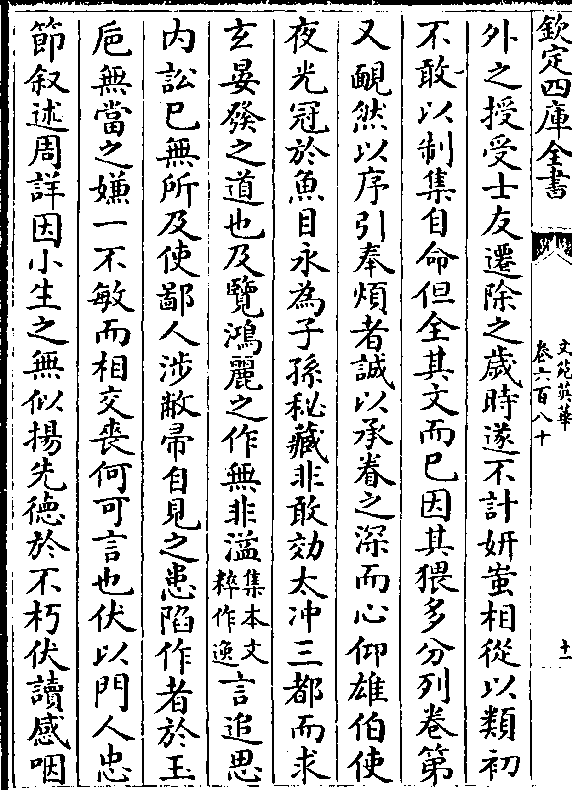 欽定四庫全書
文苑英華
卷六百八十
十一
外之授受士友遷除之歲時遂不計妍蚩相從以類初
不敢以制集自命但全其文而已因其猥多分列卷第
又靦然以序引奉煩者誠以承眷之深而心仰雄伯使
夜光冠於魚目永為子孫秘藏非敢効太冲三都而求
玄晏發之道也及覽鴻麗之作無非溢集本文粹作逸言追思
内訟已無所及使鄙人涉敝帚自見之患陷作者於玉
巵無當之嫌一不敏而相交喪何可言也伏以門人忠
節叙述周詳因小生之無似揚先德於不朽伏讀感咽